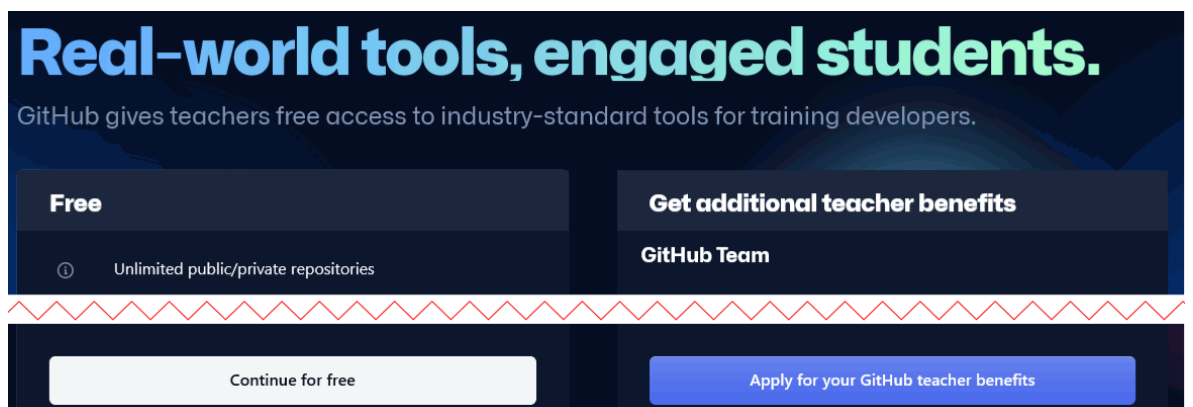 Real-world tools, engaged students.
GitHub gives teachers free access to industry-standard tools for training developers.
Free
Unlimited public/private repositories
Continue for free
Get additional teacher benefits
GitHub Team
Apply for your GitHub teacher benefits